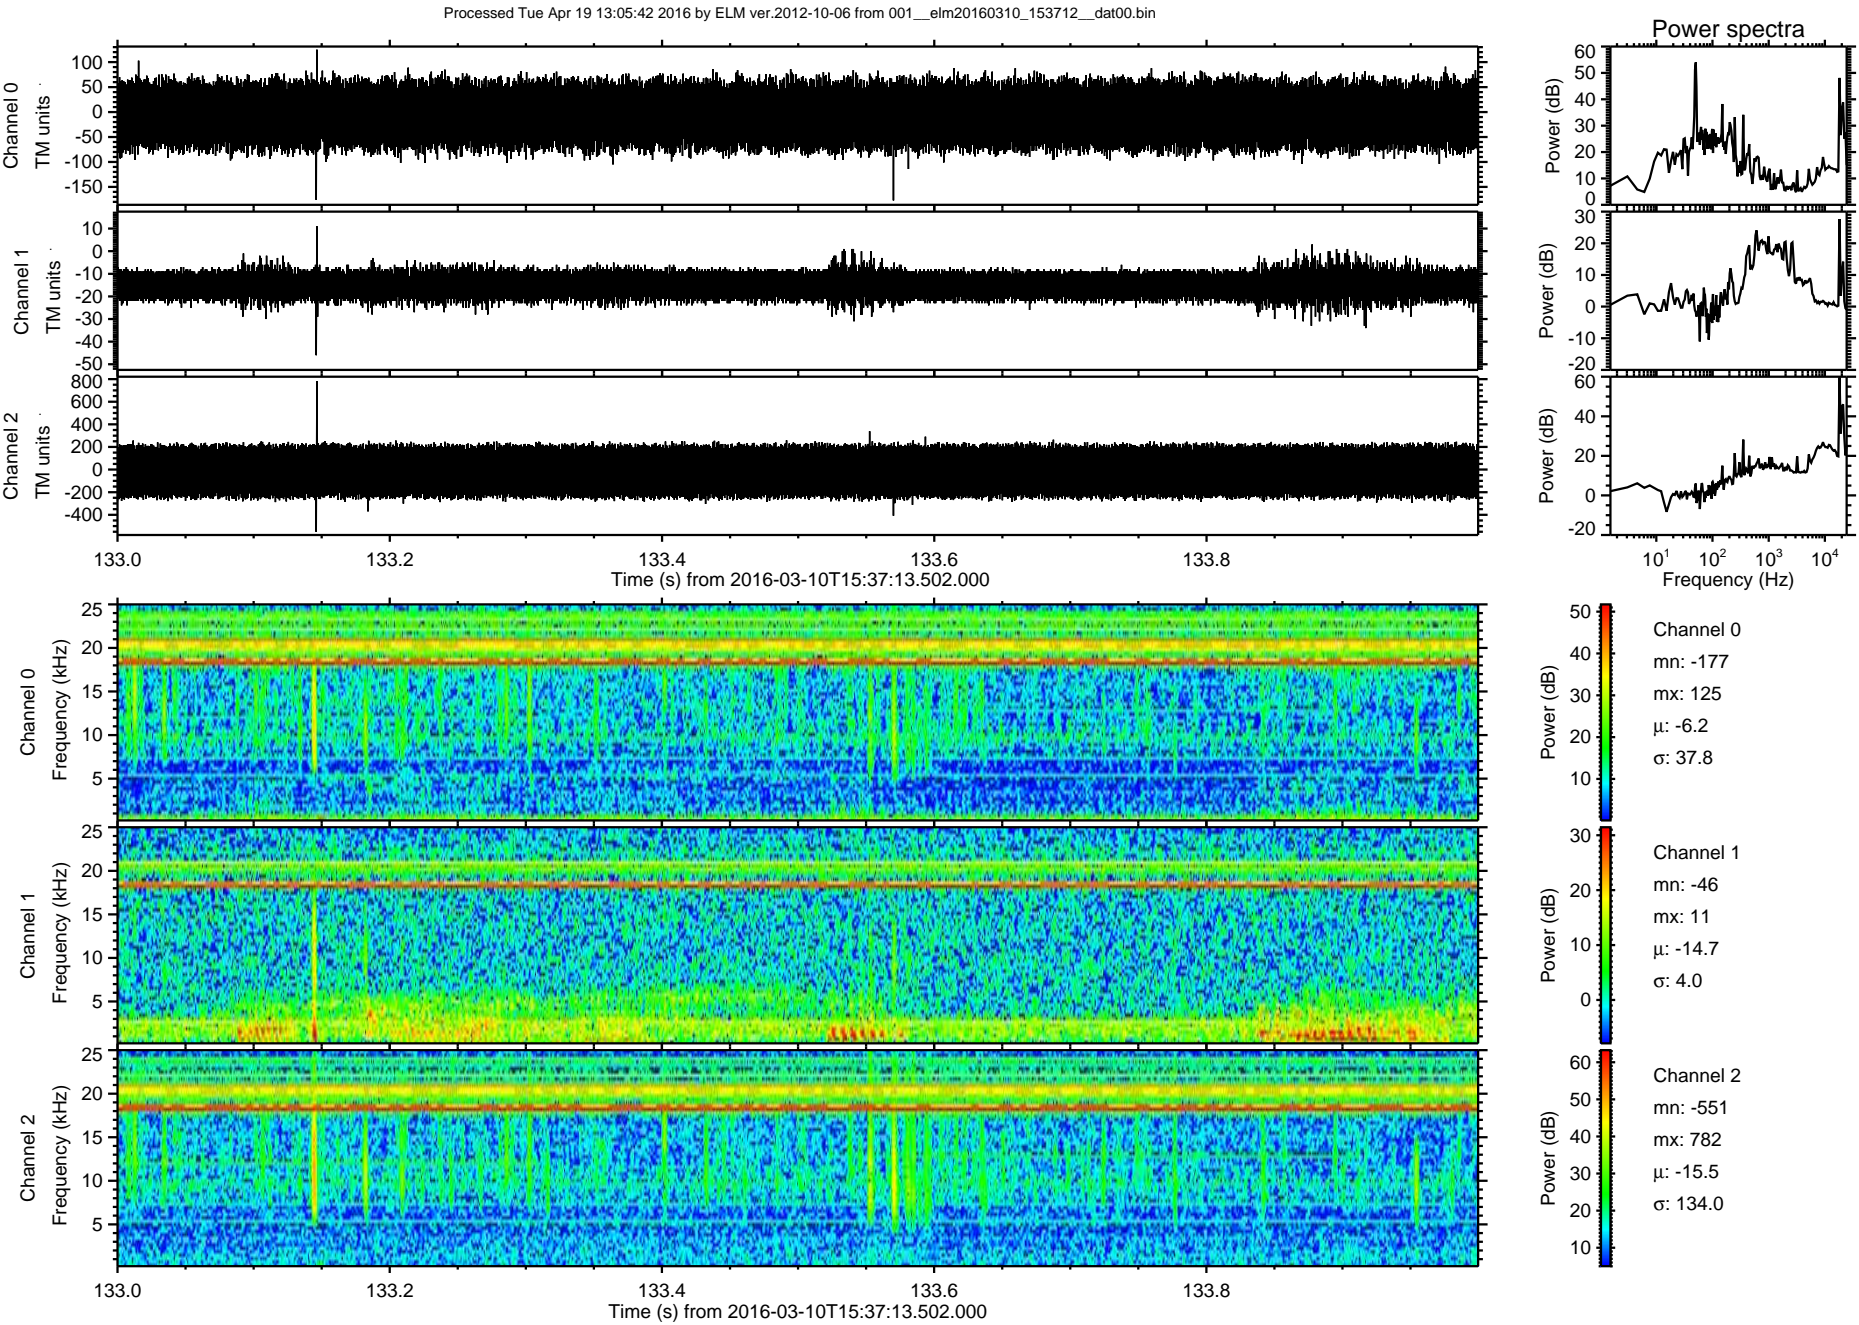 Processed Tue Apr 19 13:05:42 2016 by ELM ver.2012-10-06 from 001__elm20160310_153712__dat00.bin
Power spectra
Channel 0
TM units
100
50
0
-50
-100
-150
Power (dB)
60
50
40
30
20
10
0
Channel 1
TM units
10
0
-10
-20
-30
-40
-50
Power (dB)
30
20
10
0
-10
-20
Channel 2
TM units
800
600
400
200
0
-200
-400
Power (dB)
60
40
20
0
-20
133.0 133.2 133.4 133.6 133.8
Time (s) from 2016-03-10T15:37:13.502.000
10¹ 10² 10³ 10⁴
Frequency (Hz)
Channel 0
Frequency (kHz)
25
20
15
10
5
Power (dB)
50
40
30
20
10
Channel 0
mn: -177
mx: 125
μ: -6.2
σ: 37.8
Channel 1
Frequency (kHz)
25
20
15
10
5
Power (dB)
30
20
10
0
Channel 1
mn: -46
mx: 11
μ: -14.7
σ: 4.0
Channel 2
Frequency (kHz)
25
20
15
10
5
Power (dB)
60
50
40
30
20
10
Channel 2
mn: -551
mx: 782
μ: -15.5
σ: 134.0
133.0 133.2 133.4 133.6 133.8
Time (s) from 2016-03-10T15:37:13.502.000